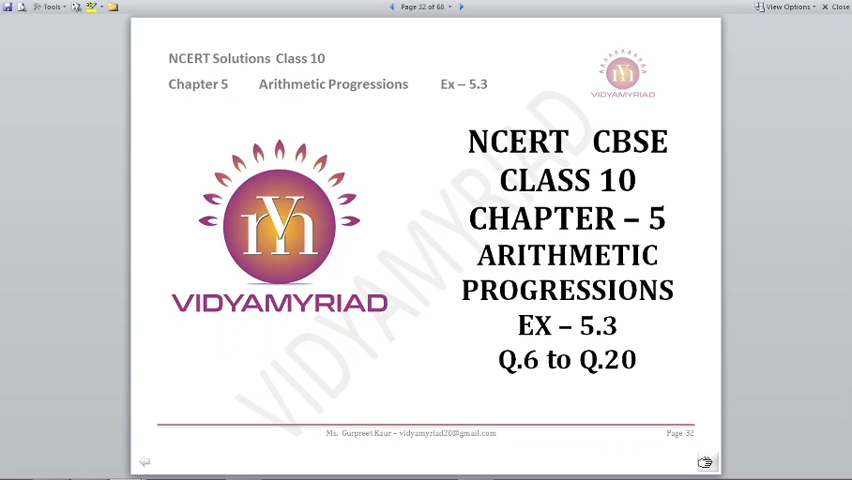 Tools
Page 32 of 68
View Options
Close
NCERT Solutions Class 10
Chapter 5 Arithmetic Progressions Ex – 5.3
VIDYAMYRIAD
NCERT CBSE
CLASS 10
CHAPTER – 5
ARITHMETIC
PROGRESSIONS
EX – 5.3
Q.6 to Q.20
VIDYAMYRIAD
VIDYAMYRIAD
Ms. Gurpreet Kaur – vidyamyriad20@gmail.com
Page 32